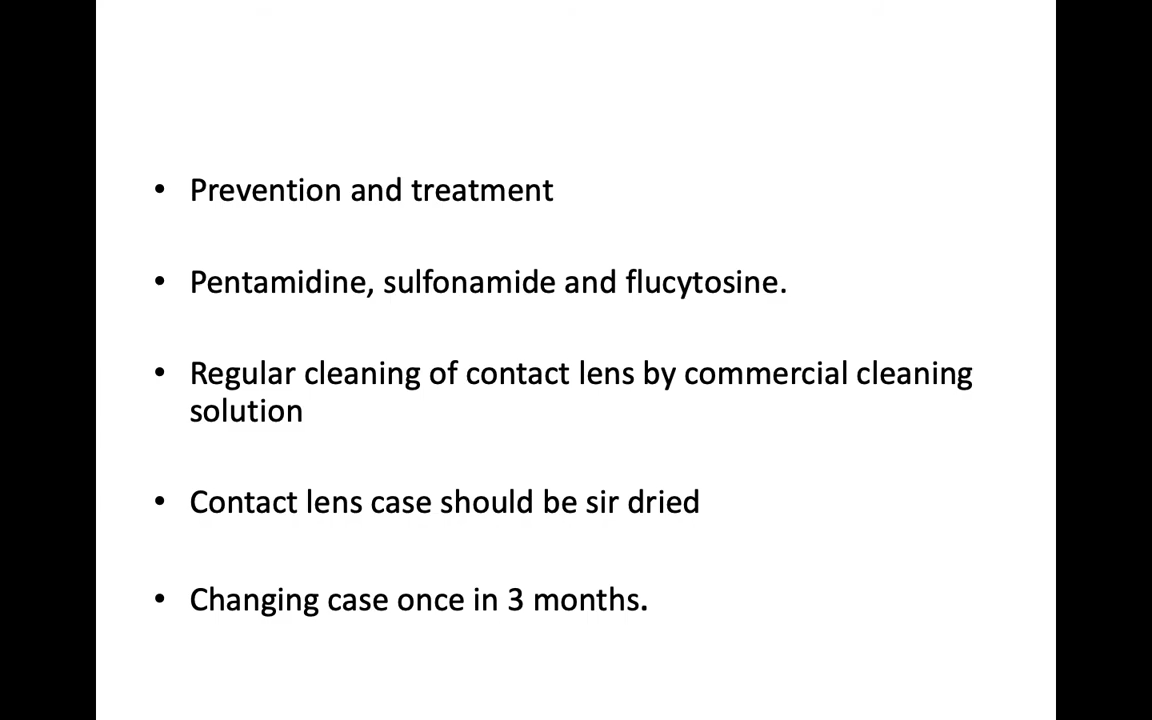 • Prevention and treatment
• Pentamidine, sulfonamide and flucytosine.
• Regular cleaning of contact lens by commercial cleaning
solution
• Contact lens case should be sir dried
• Changing case once in 3 months.